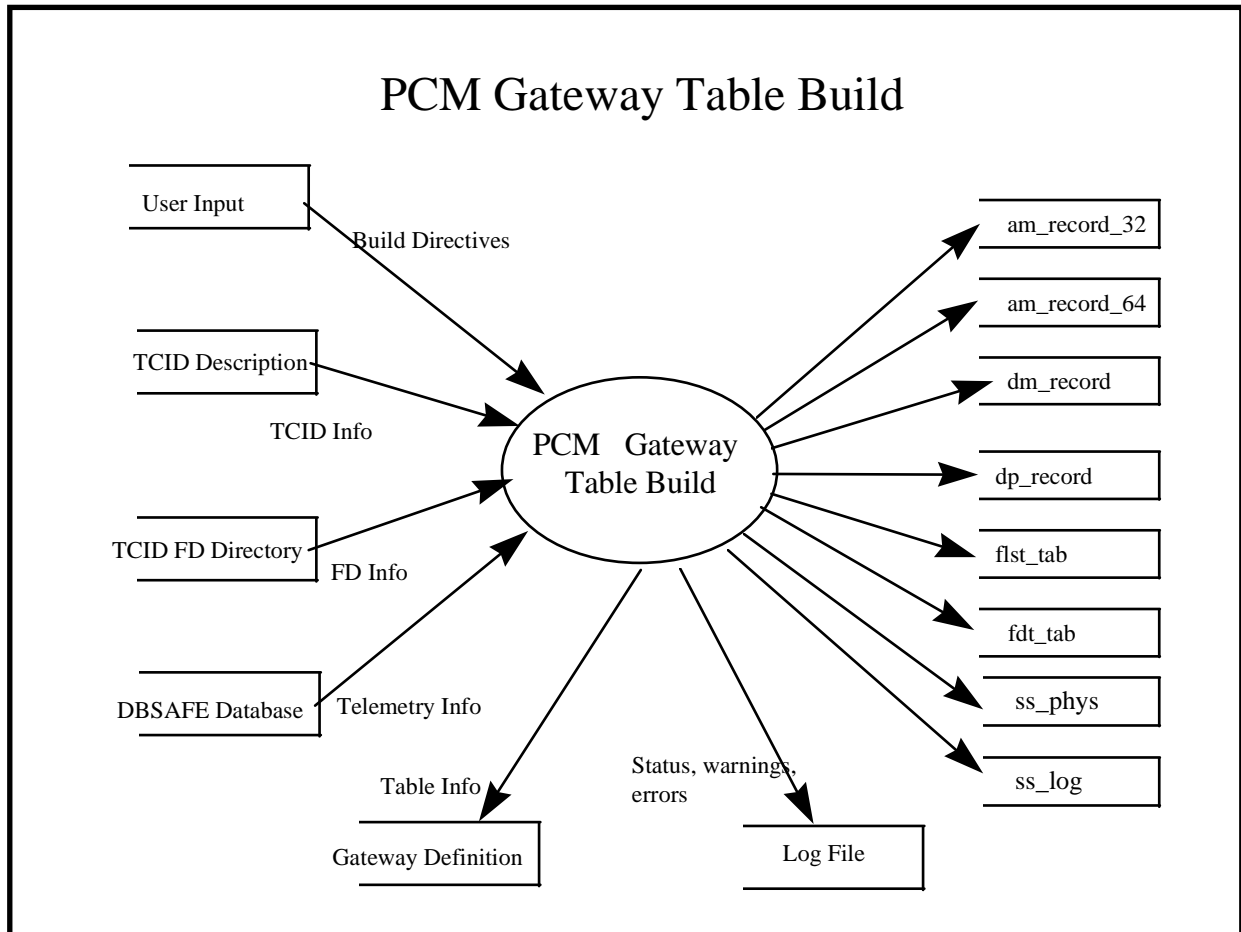 PCM Gateway Table Build
User Input
Build Directives
TCID Description
TCID Info
TCID FD Directory
FD Info
DBSAFE Database
Telemetry Info
PCM Gateway
Table Build
am_record_32
am_record_64
dm_record
dp_record
flst_tab
fdt_tab
ss_phys
ss_log
Table Info
Gateway Definition
Status, warnings,
errors
Log File